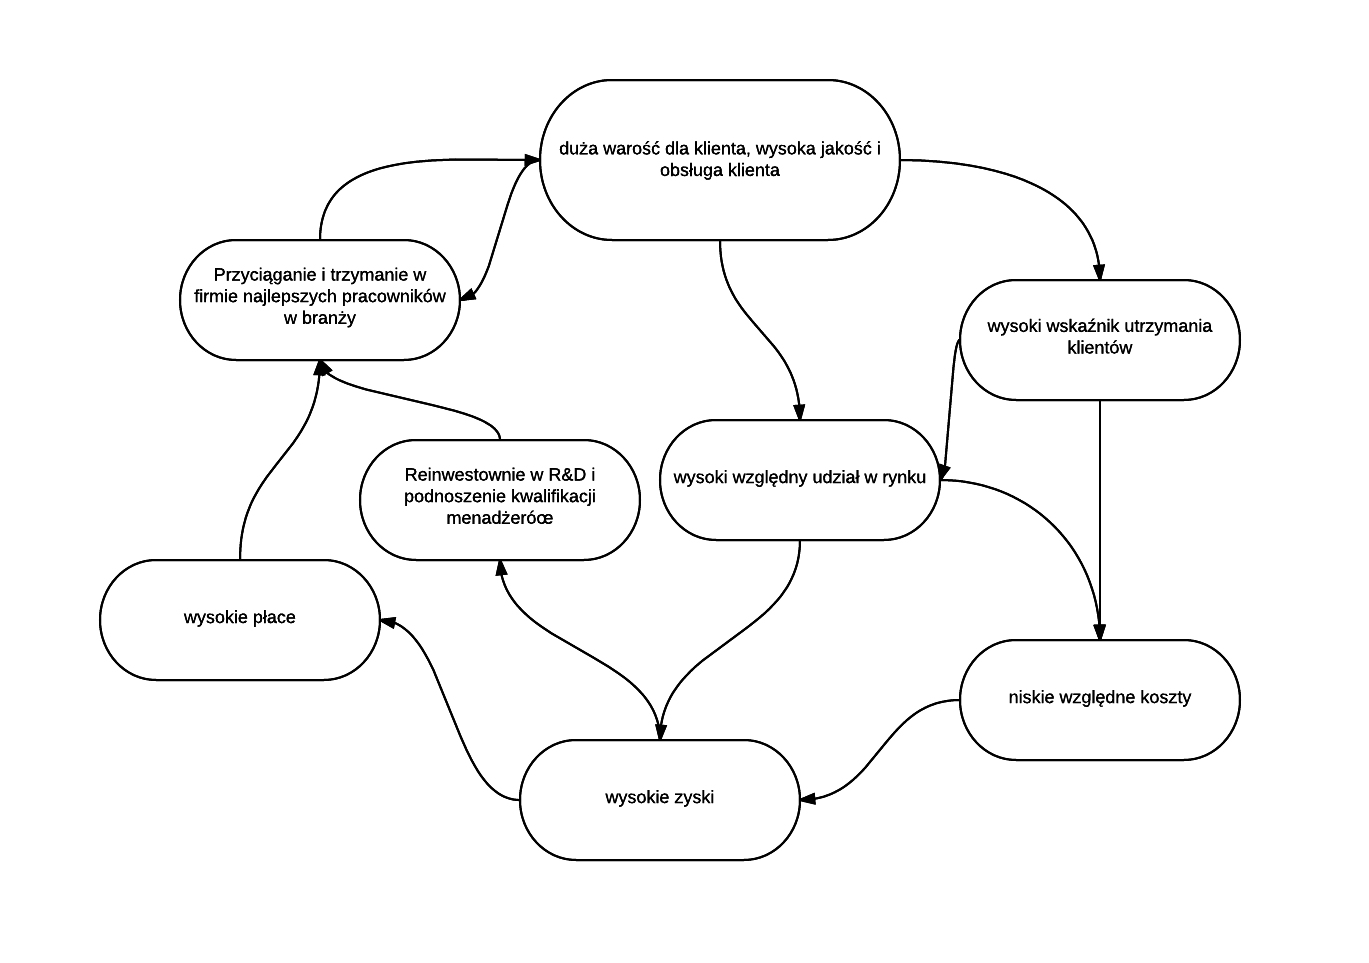 duża warość dla klienta, wysoka jakość i
obsługa klienta
Przyciąganie i trzymanie w
firmie najlepszych pracowników
w branży
wysoki wskaźnik utrzymania
klientów
Reinwestownie w R&D i
podnoszenie kwalifikacji
menadżeróœ
wysoki względny udział w rynku
wysokie płace
niskie względne koszty
wysokie zyski